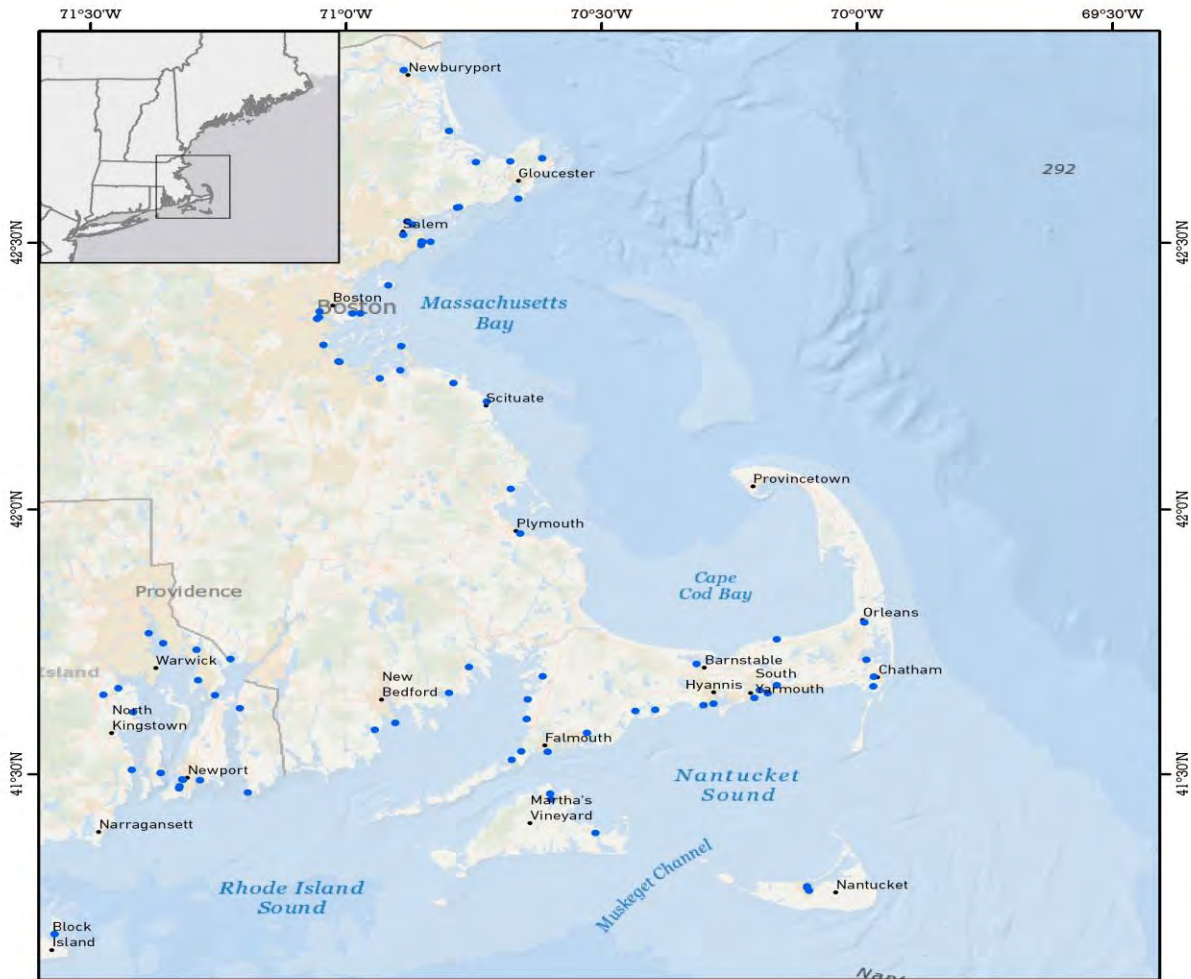 71°30'W
71°0'W
70°30'W
70°0'W
69°30'W
Newburyport
292
Gloucester
Salem
42°30'N
42°30'N
Boston
Boston
Massachusetts
Bay
Scituate
Provincetown
42°0'N
42°0'N
Plymouth
Cape
Cod Bay
Providence
Orleans
Warwick
Island
Barnstable
Chatham
New
Bedford
South
Yarmouth
Hyannis
North
Kingstown
Falmouth
41°30'N
41°30'N
Newport
Nantucket
Sound
Martha's
Vineyard
Narragansett
Muskeget Channel
Rhode Island
Sound
Nantucket
Block
Island